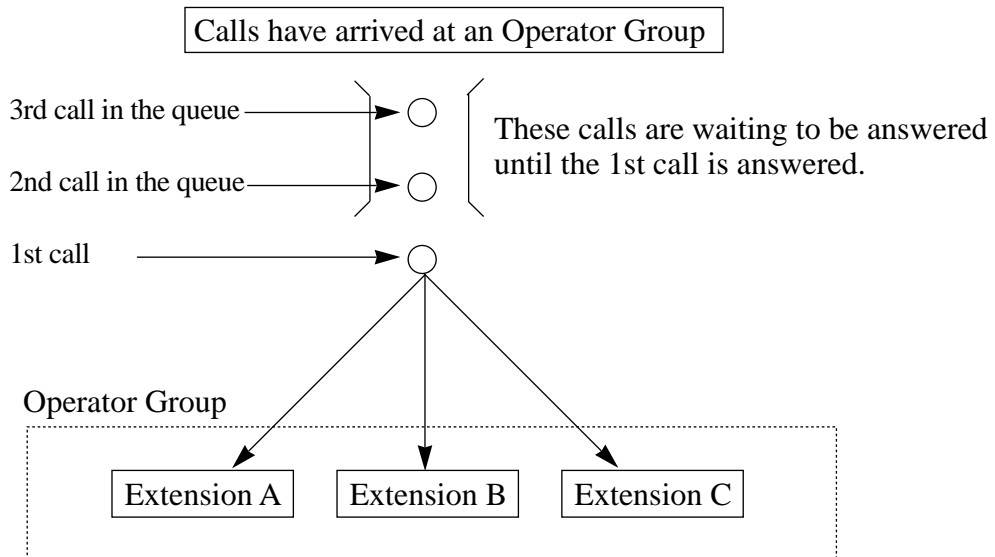 Calls have arrived at an Operator Group
3rd call in the queue
2nd call in the queue
These calls are waiting to be answered
until the 1st call is answered.
1st call
Operator Group
Extension A
Extension B
Extension C